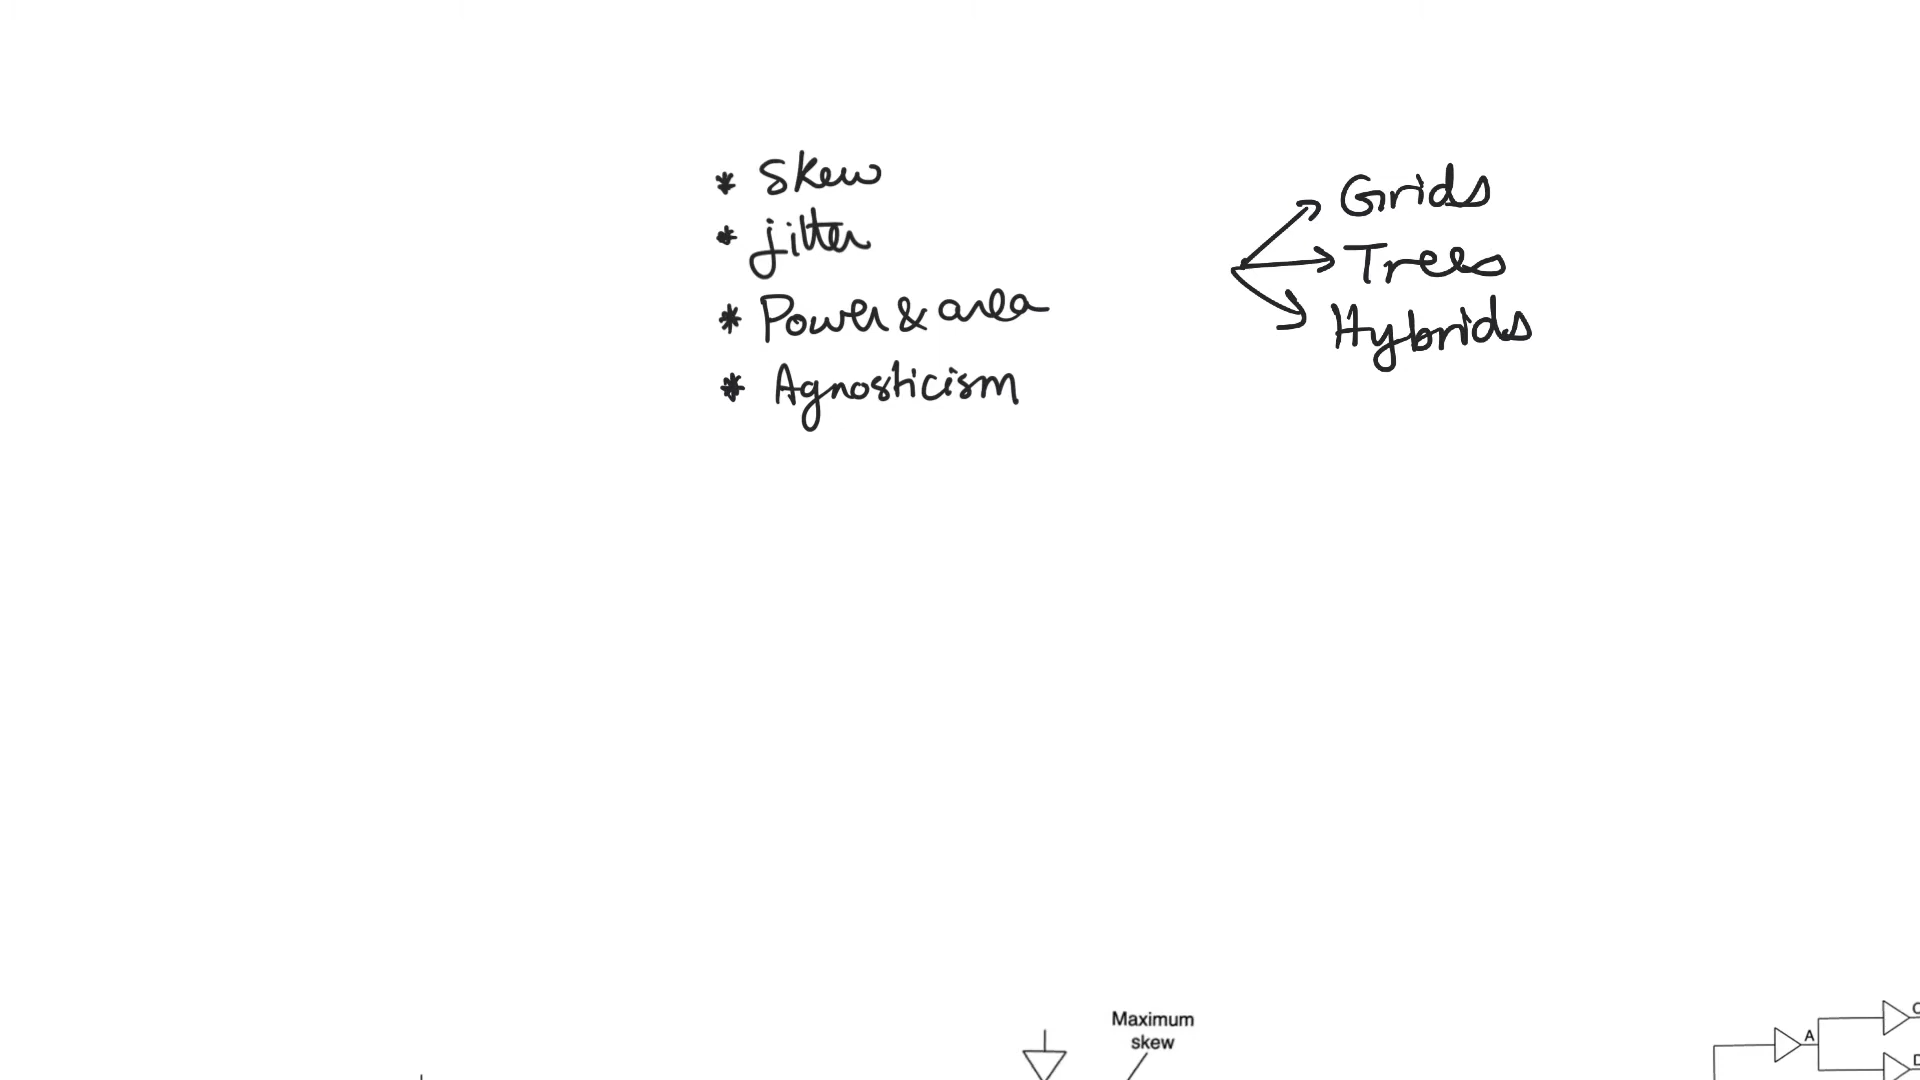 * Skew
* jitter
* Power & area
* Agnosticism
Grids
Trees
Hybrids
Maximum
skew
A